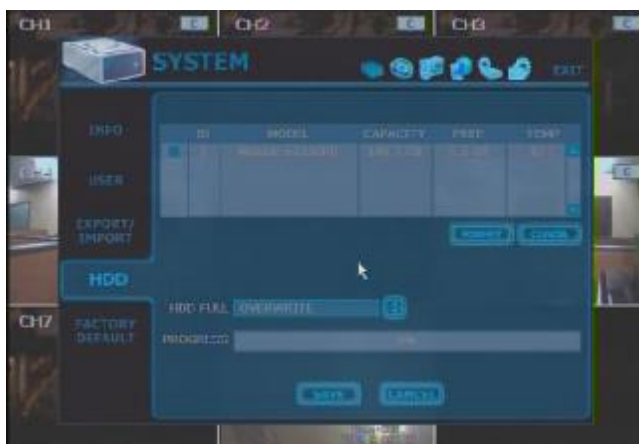 CH1 C CH2 C CH3 C
SYSTEM EXIT
INFO
ID MODEL CAPACITY FREE TEMP
USER
EXPORT/
IMPORT
FORMAT CANCEL
HDD
HDD FULL OVERWRITE
CH7
FACTORY
DEFAULT
PROGRESS
SAVE CANCEL